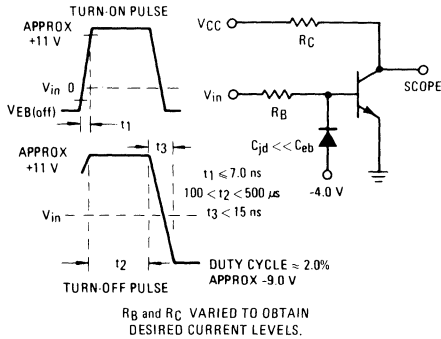 TURN-ON PULSE
APPROX
+11 V
Vin 0
VEB(off)
t1
VCC
RC
SCOPE
Vin
RB
Cjd << Ceb
-4.0 V
APPROX
+11 V
t3
t1 ≤ 7.0 ns
100 < t2 < 500 µs
t3 < 15 ns
Vin
t2
DUTY CYCLE ≈ 2.0%
APPROX -9.0 V
TURN-OFF PULSE
RB and RC VARIED TO OBTAIN
DESIRED CURRENT LEVELS.